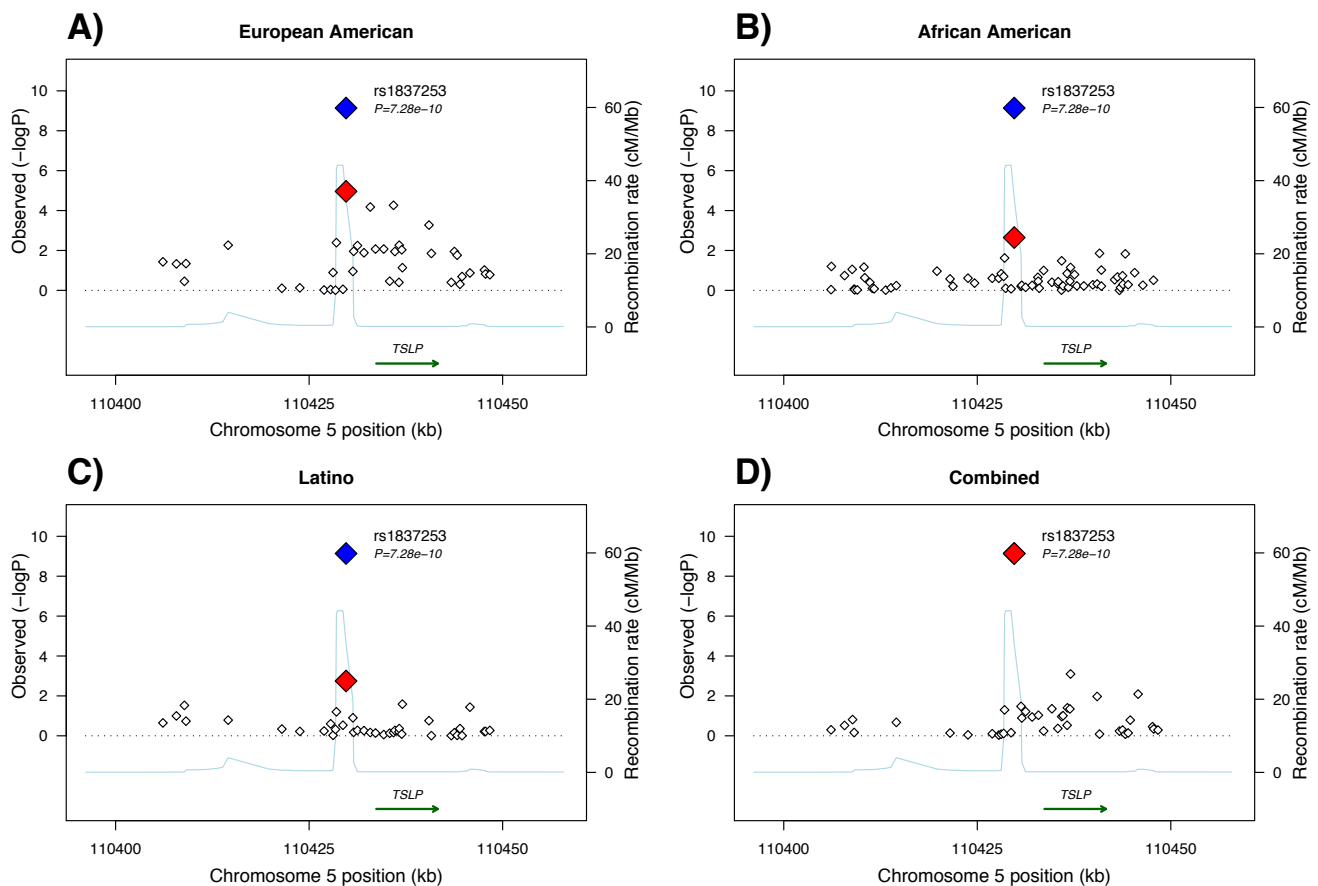 A)
European American
rs1837253
P=7.28e−10
Observed (−logP)
10
8
6
4
2
0
60
40
20
0
Recombination rate (cM/Mb)
TSLP
110400
110425
110450
Chromosome 5 position (kb)
B)
African American
rs1837253
P=7.28e−10
Observed (−logP)
10
8
6
4
2
0
60
40
20
0
Recombination rate (cM/Mb)
TSLP
110400
110425
110450
Chromosome 5 position (kb)
C)
Latino
rs1837253
P=7.28e−10
Observed (−logP)
10
8
6
4
2
0
60
40
20
0
Recombination rate (cM/Mb)
TSLP
110400
110425
110450
Chromosome 5 position (kb)
D)
Combined
rs1837253
P=7.28e−10
Observed (−logP)
10
8
6
4
2
0
60
40
20
0
Recombination rate (cM/Mb)
TSLP
110400
110425
110450
Chromosome 5 position (kb)